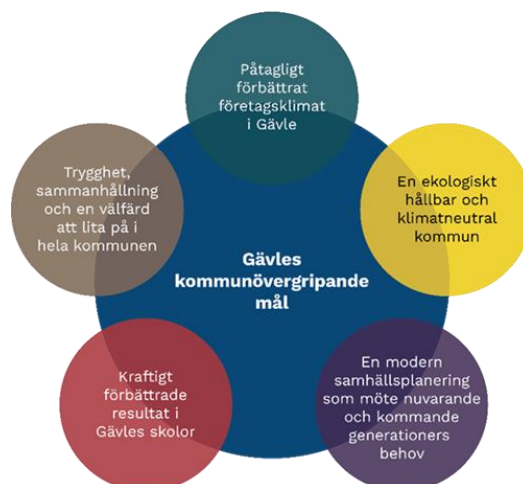 Påtagligt
förbättrat
företagsklimat
i Gävle
En ekologiskt
hållbar och
klimatneutral
kommun
En modern
samhällsplanering
som möte nuvarande
och kommande
generationers
behov
Kraftigt
förbättrade
resultat i
Gävles skolor
Trygghet,
sammanhållning
och en välfärd
att lita på i
hela kommunen
Gävles
kommunövergripande
mål